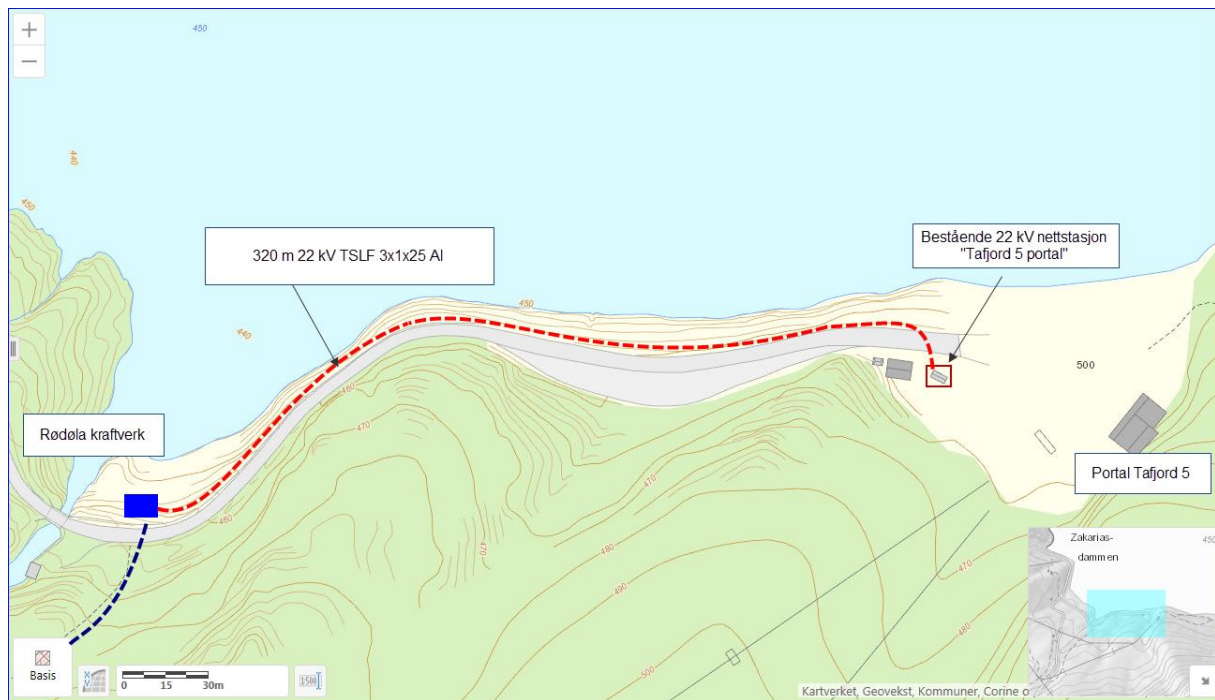 450
440
450
320 m 22 kV TSLF 3x1x25 Al
Bestående 22 kV nettstasjon
"Tafjord 5 portal"
450
440
500
460
470
Rødøla kraftverk
Portal Tafjord 5
460
470
470
480
470
490
480
500
Zakarias-
dammen
450
Basis
X
Y
0 15 30m
1:500
Kartverket, Geovekst, Kommuner, Corine o